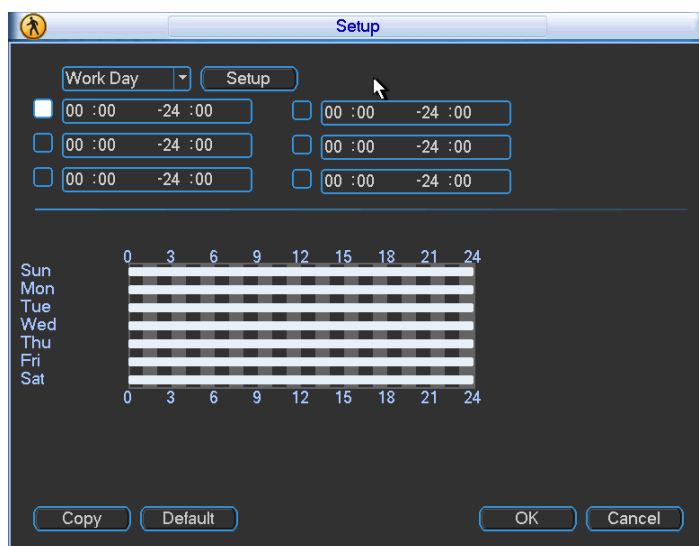 Setup
Work Day Setup
00 :00 -24 :00 00 :00 -24 :00
00 :00 -24 :00 00 :00 -24 :00
00 :00 -24 :00 00 :00 -24 :00
0 3 6 9 12 15 18 21 24
Sun
Mon
Tue
Wed
Thu
Fri
Sat
0 3 6 9 12 15 18 21 24
Copy Default OK Cancel